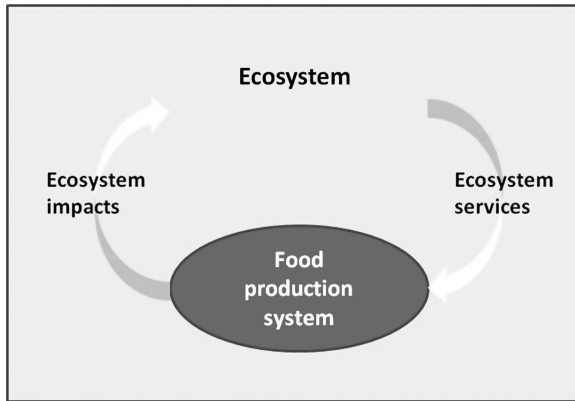 Ecosystem
Ecosystem
impacts
Ecosystem
services
Food
production
system